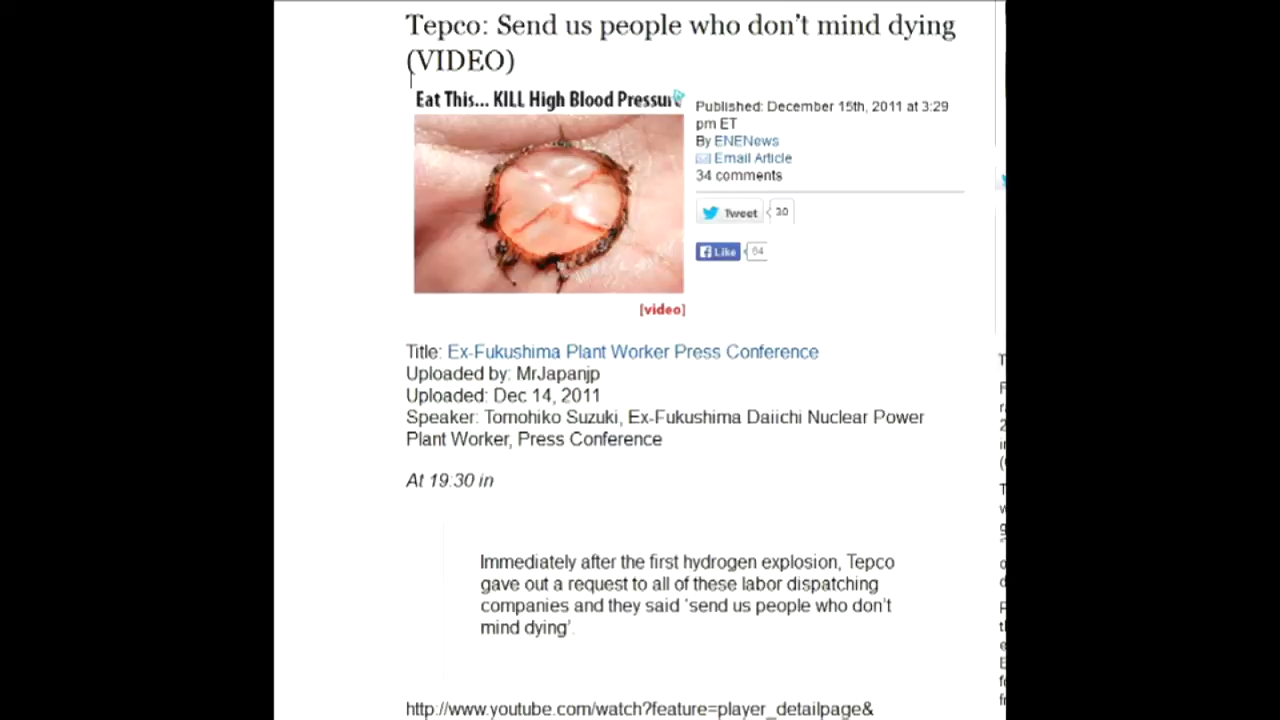 Tepco: Send us people who don't mind dying
(VIDEO)
Eat This... KILL High Blood Pressure
Published: December 15th, 2011 at 3:29
pm ET
By ENENews
Email Article
34 comments
Tweet 30
Like 64
[video]
Title: Ex-Fukushima Plant Worker Press Conference
Uploaded by: MrJapanjp
Uploaded: Dec 14, 2011
Speaker: Tomohiko Suzuki, Ex-Fukushima Daiichi Nuclear Power
Plant Worker, Press Conference
At 19:30 in
Immediately after the first hydrogen explosion, Tepco
gave out a request to all of these labor dispatching
companies and they said 'send us people who don't
mind dying'.
http://www.youtube.com/watch?feature=player_detailpage&